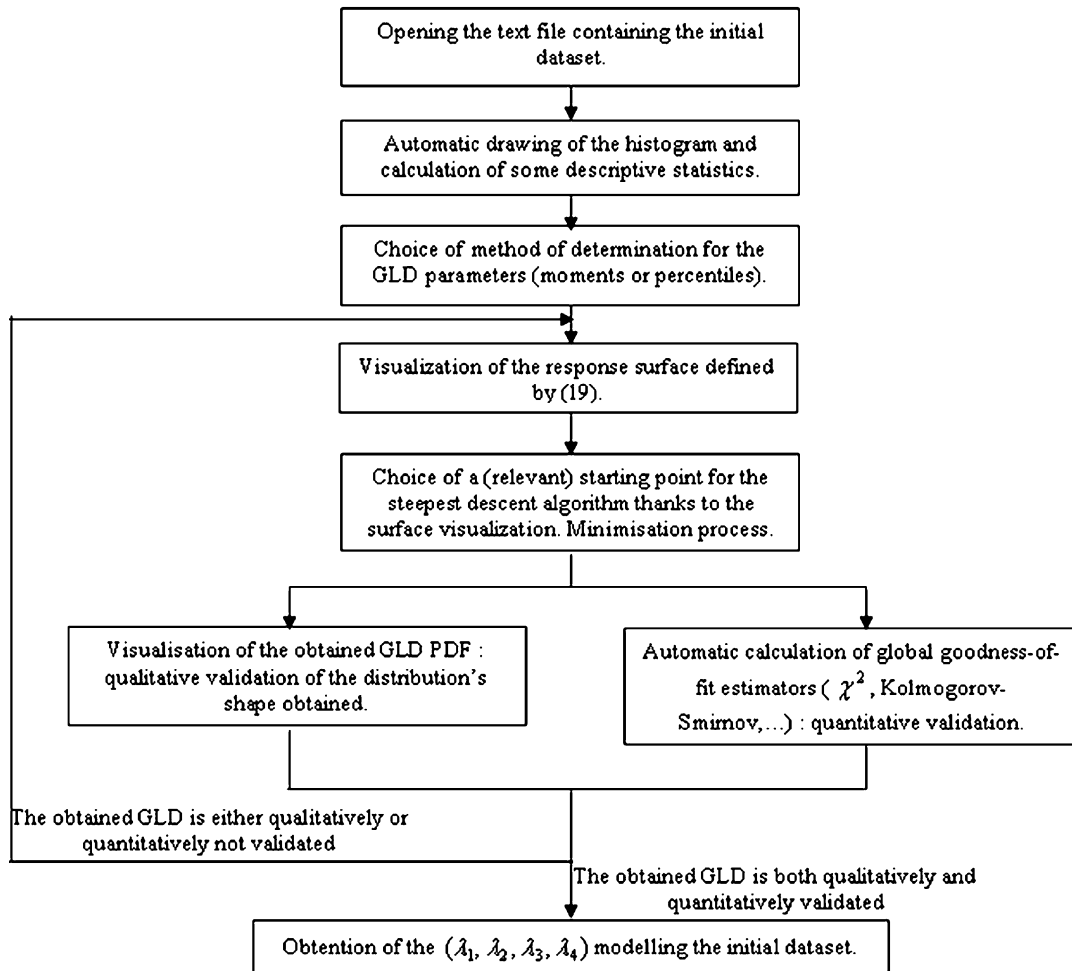 Opening the text file containing the initial
dataset.
Automatic drawing of the histogram and
calculation of some descriptive statistics.
Choice of method of determination for the
GLD parameters (moments or percentiles).
Visualization of the response surface defined
by (19).
Choice of a (relevant) starting point for the
steepest descent algorithm thanks to the
surface visualization. Minimisation process.
Visualisation of the obtained GLD PDF :
qualitative validation of the distribution's
shape obtained.
Automatic calculation of global goodness-of-
fit estimators ( χ², Kolmogorov-
Smirnov,...) : quantitative validation.
The obtained GLD is either qualitatively or
quantitatively not validated
The obtained GLD is both qualitatively and
quantitatively validated
Obtention of the (λ₁, λ₂, λ₃, λ₄) modelling the initial dataset.